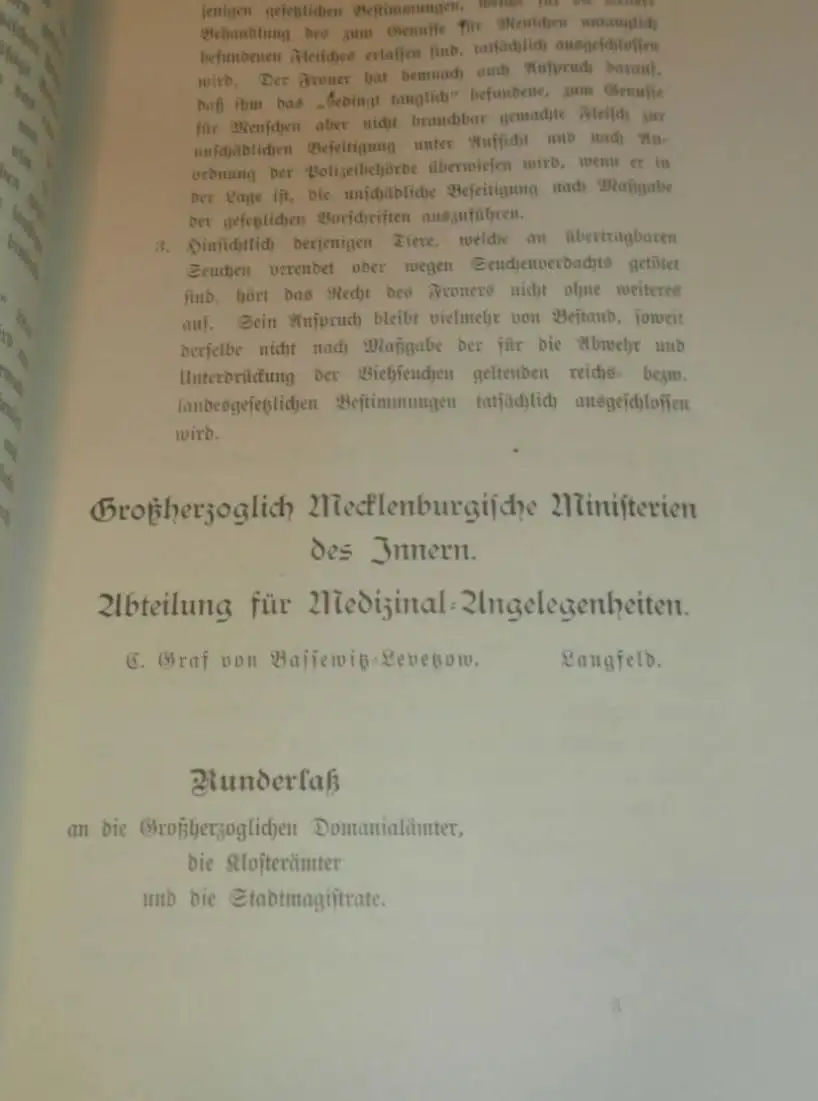 jenigen gesetzlichen Bestimmungen,
Behandlung des zum Genusse für Menschen untauglich
befundenen Fleisches erlassen sind, tatsächlich ausgeschlossen
wird. Der Froner hat demnach auch Anspruch darauf,
daß ihm das „bedingt tauglich“ befundene, zum Genusse
für Menschen aber nicht brauchbar gemachte Fleisch zur
unschädlichen Beseitigung unter Aufsicht und nach An-
ordnung der Polizeibehörde überwiesen wird, wenn er in
der Lage ist, die unschädliche Beseitigung nach Maßgabe
der gesetzlichen Vorschriften auszuführen.
3. Hinsichtlich derjenigen Tiere, welche an übertragbaren
Seuchen verendet oder wegen Seuchenverdachts getötet
sind, hört das Recht des Froners nicht ohne weiteres
auf. Sein Anspruch bleibt vielmehr von Bestand, soweit
derselbe nicht nach Maßgabe der für die Abwehr und
Unterdrückung der Viehseuchen geltenden reichs- bezw.
landesgesetzlichen Bestimmungen tatsächlich ausgeschlossen
wird.
Großherzoglich Mecklenburgische Ministerien
des Innern.
Abteilung für Medizinal-Angelegenheiten.
C. Graf von Bassewitz-Levetzow. Langfeld.
Runderlaß
an die Großherzoglichen Domanialämter,
die Klosterämter
und die Stadtmagistrate.